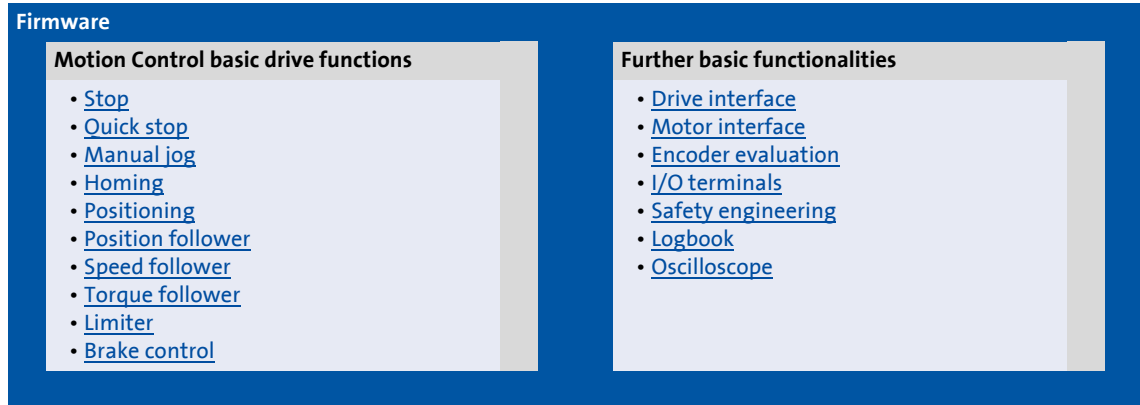 Firmware
Motion Control basic drive functions
• Stop
• Quick stop
• Manual jog
• Homing
• Positioning
• Position follower
• Speed follower
• Torque follower
• Limiter
• Brake control
Further basic functionalities
• Drive interface
• Motor interface
• Encoder evaluation
• I/O terminals
• Safety engineering
• Logbook
• Oscilloscope